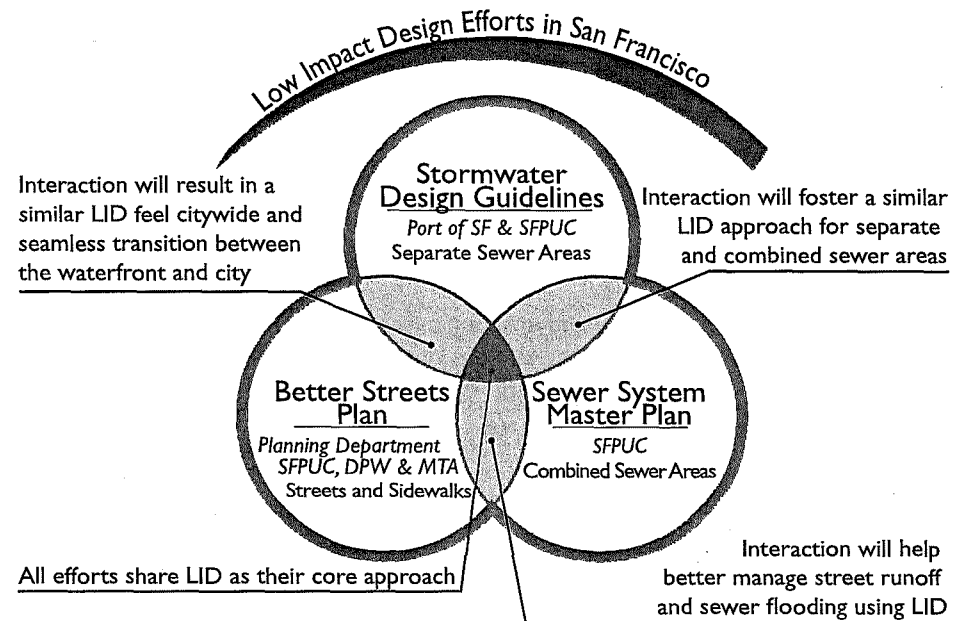 Low Impact Design Efforts in San Francisco
Stormwater
Design Guidelines
Port of SF & SFPUC
Separate Sewer Areas
Interaction will result in a
similar LID feel citywide and
seamless transition between
the waterfront and city
Interaction will foster a similar
LID approach for separate
and combined sewer areas
Better Streets
Plan
Planning Department
SFPUC, DPW & MTA
Streets and Sidewalks
Sewer System
Master Plan
SFPUC
Combined Sewer Areas
All efforts share LID as their core approach
Interaction will help
better manage street runoff
and sewer flooding using LID